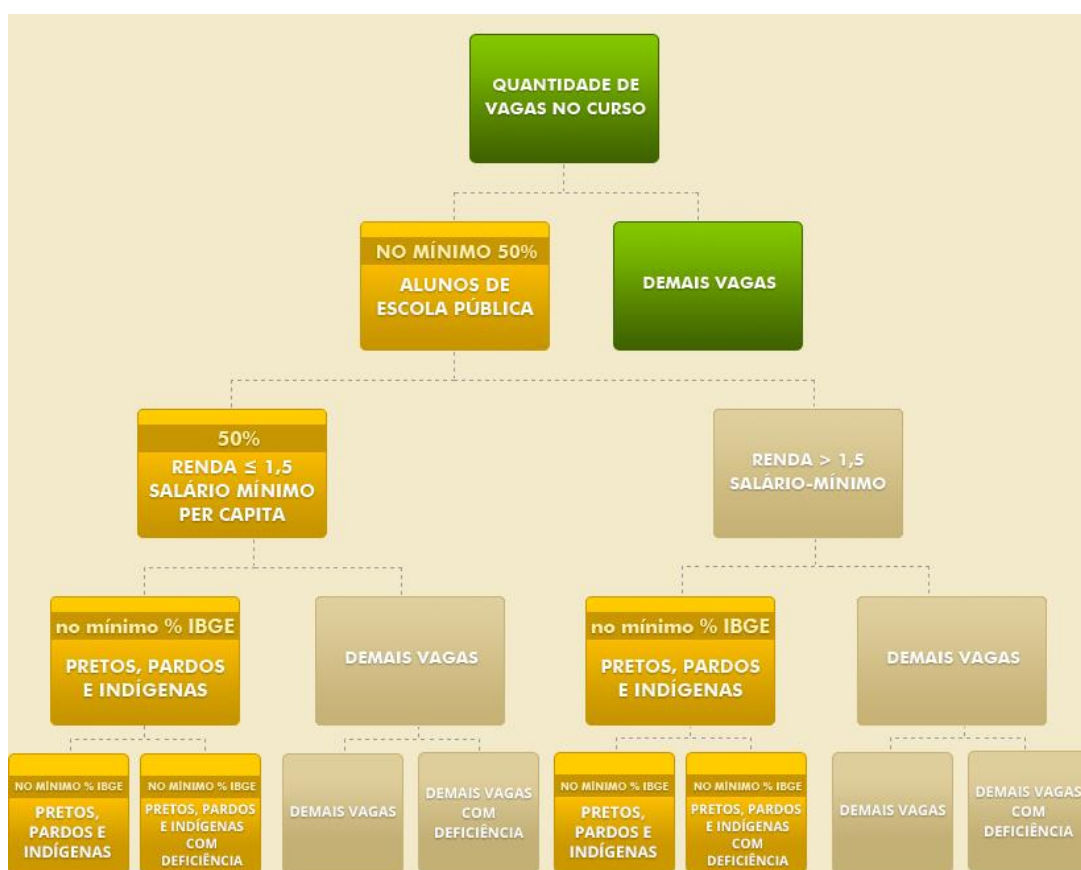 QUANTIDADE DE
VAGAS NO CURSO
NO MÍNIMO 50%
ALUNOS DE
ESCOLA PÚBLICA
DEMAIS VAGAS
50%
RENDA ≤ 1,5
SALÁRIO MÍNIMO
PER CAPITA
RENDA > 1,5
SALÁRIO-MÍNIMO
no mínimo % IBGE
PRETOS, PARDOS
E INDÍGENAS
DEMAIS VAGAS
no mínimo % IBGE
PRETOS, PARDOS
E INDÍGENAS
DEMAIS VAGAS
NO MÍNIMO % IBGE
PRETOS,
PARDOS E
INDÍGENAS
NO MÍNIMO % IBGE
PRETOS, PARDOS
E INDÍGENAS
COM
DEFICIÊNCIA
DEMAIS VAGAS
DEMAIS VAGAS
COM
DEFICIÊNCIA
NO MÍNIMO % IBGE
PRETOS,
PARDOS E
INDÍGENAS
NO MÍNIMO % IBGE
PRETOS, PARDOS
E INDÍGENAS
COM
DEFICIÊNCIA
DEMAIS VAGAS
DEMAIS VAGAS
COM
DEFICIÊNCIA